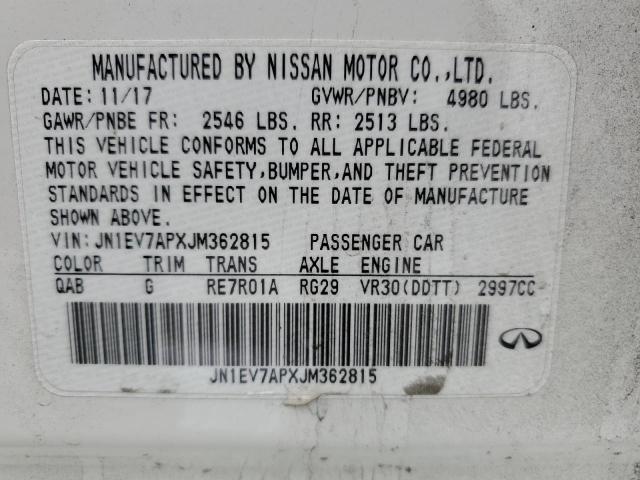 MANUFACTURED BY NISSAN MOTOR CO.,LTD.
DATE: 11/17 GVWR/PNBV: 4980 LBS.
GAWR/PNBE FR: 2546 LBS. RR: 2513 LBS.
THIS VEHICLE CONFORMS TO ALL APPLICABLE FEDERAL
MOTOR VEHICLE SAFETY,BUMPER,AND THEFT PREVENTION
STANDARDS IN EFFECT ON THE DATE OF MANUFACTURE
SHOWN ABOVE.
VIN: JN1EV7APXJM362815 PASSENGER CAR
COLOR TRIM TRANS AXLE ENGINE
QAB G RE7R01A RG29 VR30(DDTT) 2997CC
JN1EV7APXJM362815